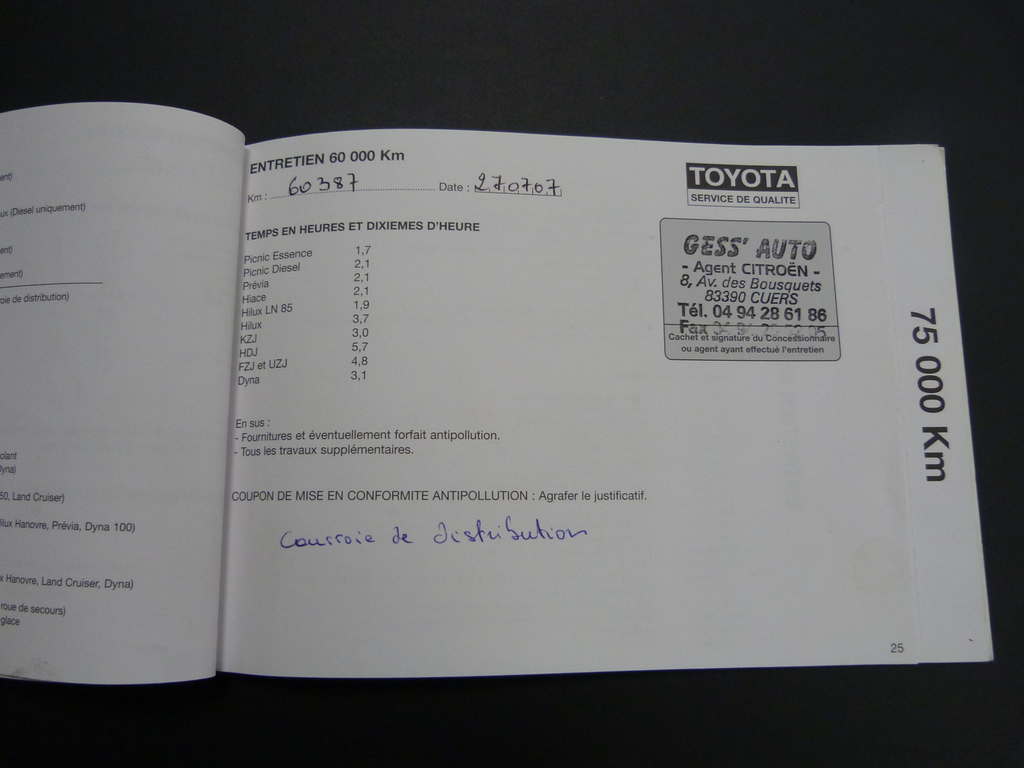 ent)
ux (Diesel uniquement)
ent)
ement)
oie de distribution)
olant
Dyna)
50, Land Cruiser)
ilux Hanovre, Prévia, Dyna 100)
x Hanovre, Land Cruiser, Dyna)
roue de secours)
glace
ENTRETIEN 60 000 Km
Km : 60387 Date : 270707
TEMPS EN HEURES ET DIXIEMES D'HEURE
Picnic Essence 1,7
Picnic Diesel 2,1
Prévia 2,1
Hiace 2,1
Hilux LN 85 1,9
Hilux 3,7
KZJ 3,0
HDJ 5,7
FZJ et UZJ 4,8
Dyna 3,1
En sus :
- Fournitures et éventuellement forfait antipollution.
- Tous les travaux supplémentaires.
COUPON DE MISE EN CONFORMITE ANTIPOLLUTION : Agrafer le justificatif.
Courroie de distribution
TOYOTA
SERVICE DE QUALITE
GESS' AUTO
- Agent CITROËN -
8, Av. des Bousquets
83390 CUERS
Tél. 04 94 28 61 86
Fax
Cachet et signature du Concessionnaire
ou agent ayant effectué l'entretien
25
75 000 Km